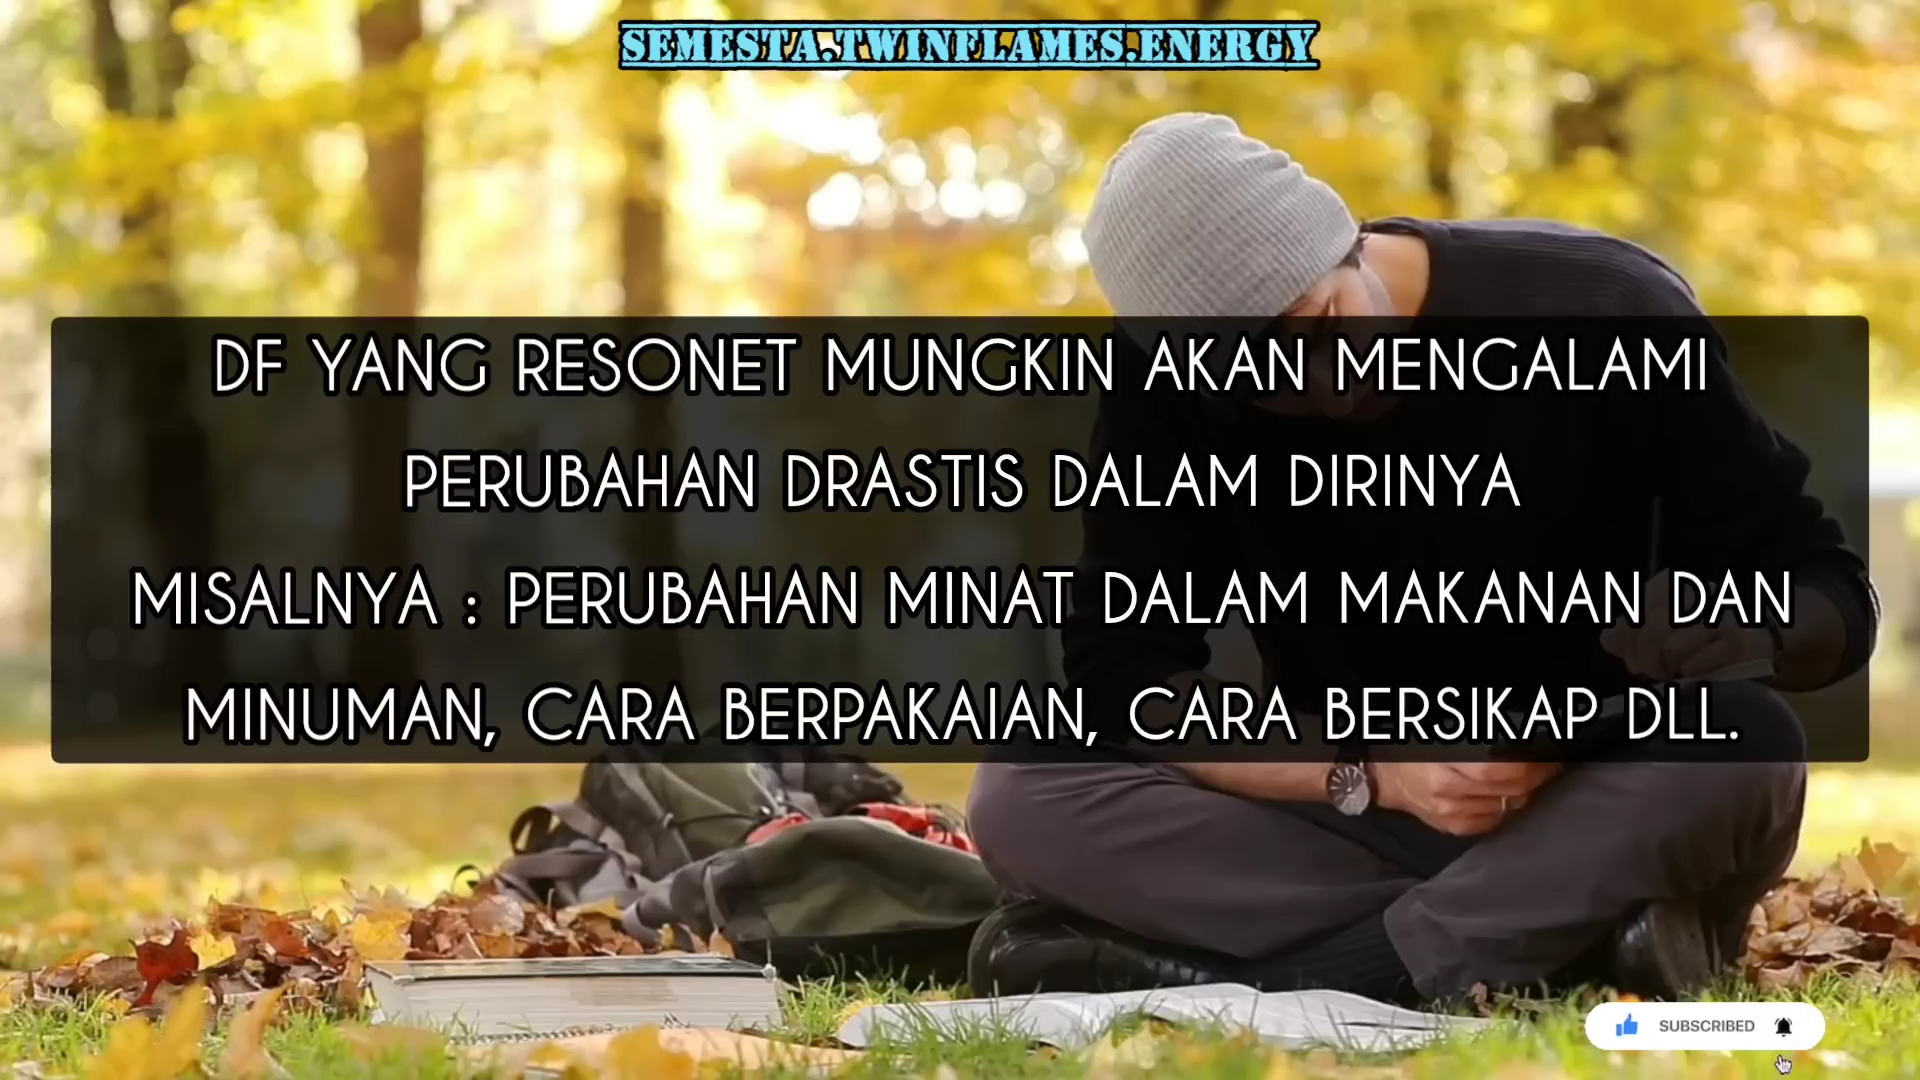 SEMESTA.TWINFLAMES.ENERGY
DF YANG RESONET MUNGKIN AKAN MENGALAMI
PERUBAHAN DRASTIS DALAM DIRINYA
MISALNYA : PERUBAHAN MINAT DALAM MAKANAN DAN
MINUMAN, CARA BERPAKAIAN, CARA BERSIKAP DLL.
SUBSCRIBED